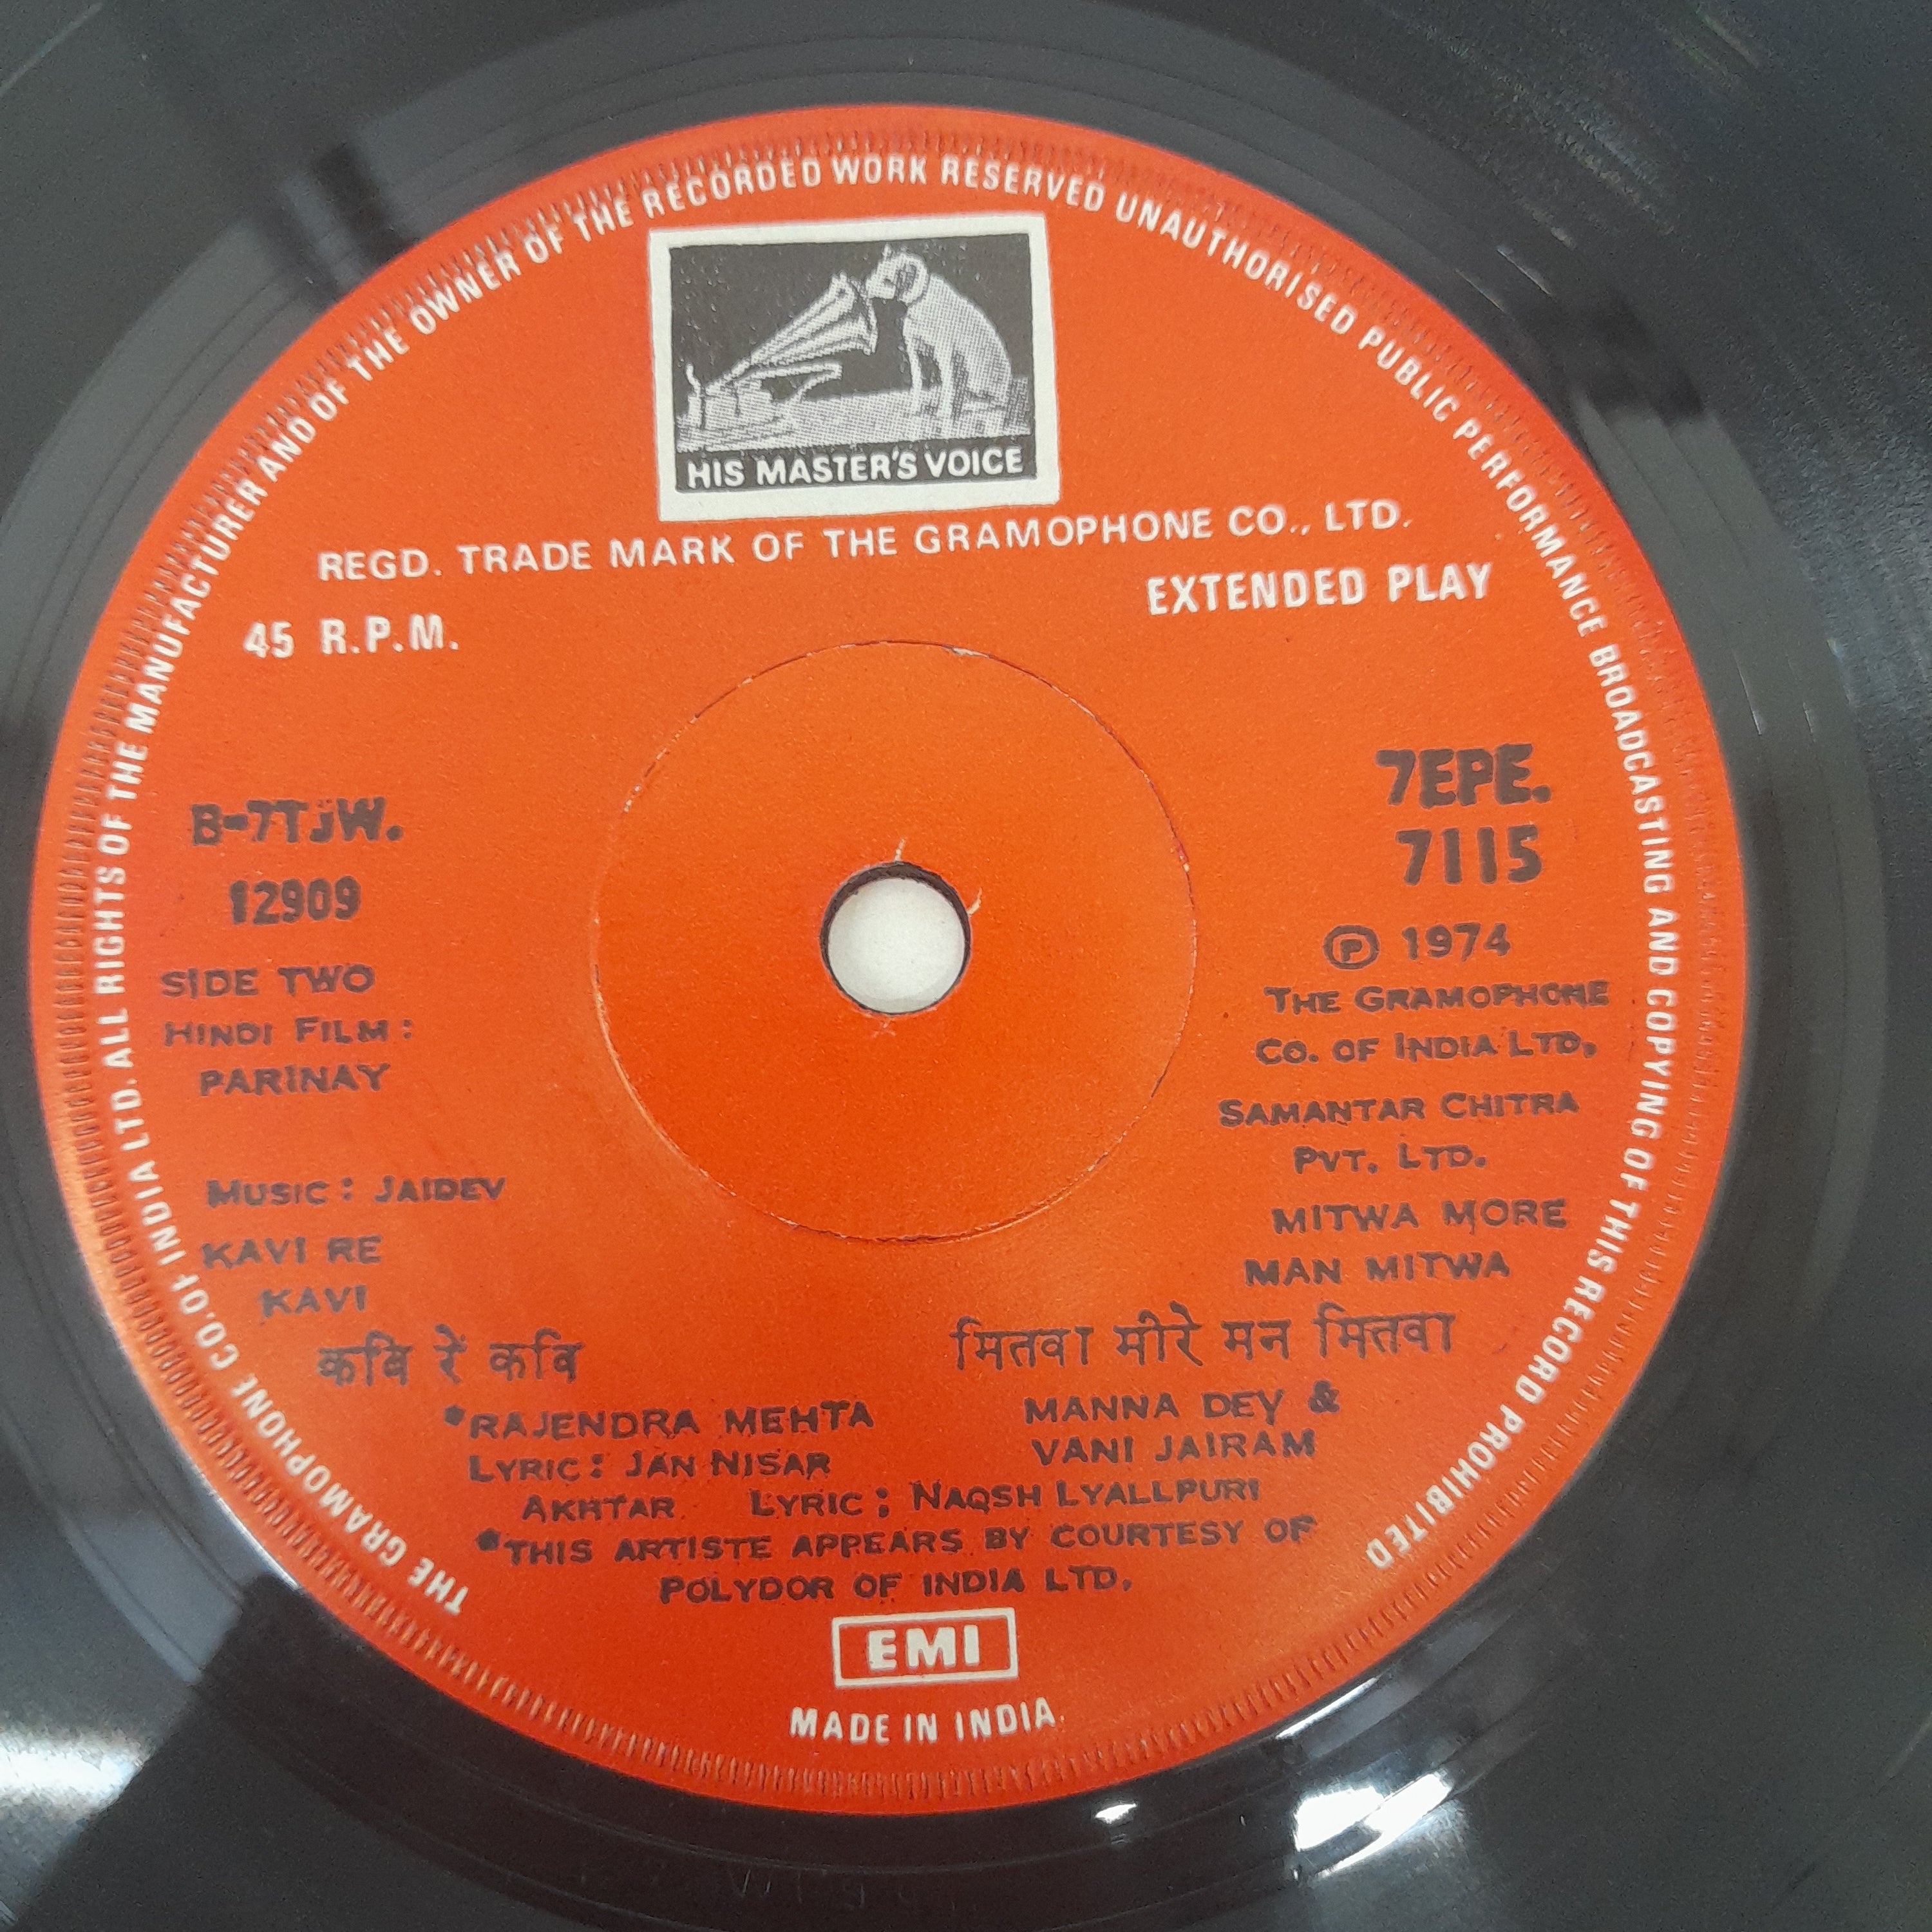 THE GRAMOPHONE CO. OF INDIA LTD. ALL RIGHTS OF THE MANUFACTURER AND OF THE OWNER OF THE RECORDED WORK RESERVED UNAUTHORISED PUBLIC PERFORMANCE BROADCASTING AND COPYING OF THIS RECORD PROHIBITED
HIS MASTER'S VOICE
REGD. TRADE MARK OF THE GRAMOPHONE CO., LTD.
EXTENDED PLAY
45 R.P.M.
7EPE.
7115
B-7TJW.
12909
℗ 1974
SIDE TWO
THE GRAMOPHONE
HINDI FILM :
CO. OF INDIA LTD,
PARINAY
SAMANTAR CHITRA
PVT. LTD.
MUSIC : JAIDEV
MITWA MORE
KAVI RE
MAN MITWA
KAVI
कवि रे कवि
मितवा मोरे मन मितवा
*RAJENDRA MEHTA
MANNA DEY &
LYRIC : JAN NISAR
VANI JAIRAM
AKHTAR
LYRIC : NAQSH LYALLPURI
*THIS ARTISTE APPEARS BY COURTESY OF
POLYDOR OF INDIA LTD.
EMI
MADE IN INDIA.